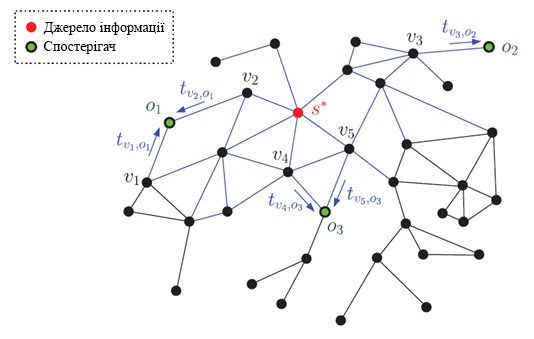 Джерело інформації
Спостерігач
v₃
t_{v₃,o₂}
o₂
v₂
t_{v₂,o₁}
o₁
s*
t_{v₁,o₁}
v₅
v₄
v₁
t_{v₄,o₃}
t_{v₅,o₃}
o₃